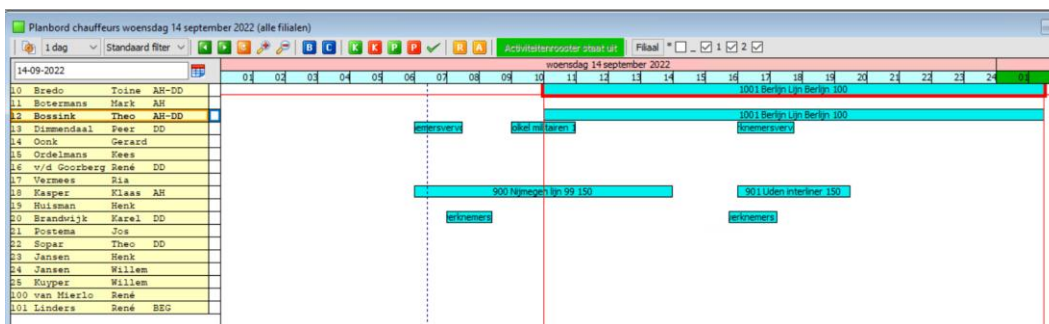 Planbord chauffeurs woensdag 14 september 2022 (alle filialen)
1 dag Standaard filter B C K K P P R A Activiteitenrooster staat uit Filiaal * _ 1 2
14-09-2022 woensdag 14 september 2022
01 02 03 04 05 06 07 08 09 10 11 12 13 14 15 16 17 18 19 20 21 22 23 24 01
10 Bredo Toine AH-DD 1001 Berlijn Lijn Berlijn 100
11 Botermans Mark AH
12 Bossink Theo AH-DD 1001 Berlijn Lijn Berlijn 100
13 Dimmendaal Peer DD emersvervo olkel militairen 1 rknemersverv
14 Oonk Gerard
15 Ordelmans Kees
16 v/d Goorberg René DD
17 Vermees Ria
18 Kasper Klaas AH 900 Nijmegen lijn 99 150 901 Uden interliner 150
19 Huisman Henk
20 Brandwijk Karel DD erknemers erknemers
21 Postema Jos
22 Sopar Theo DD
23 Jansen Henk
24 Jansen Willem
25 Kuyper Willem
100 van Mierlo René
101 Linders René BEG